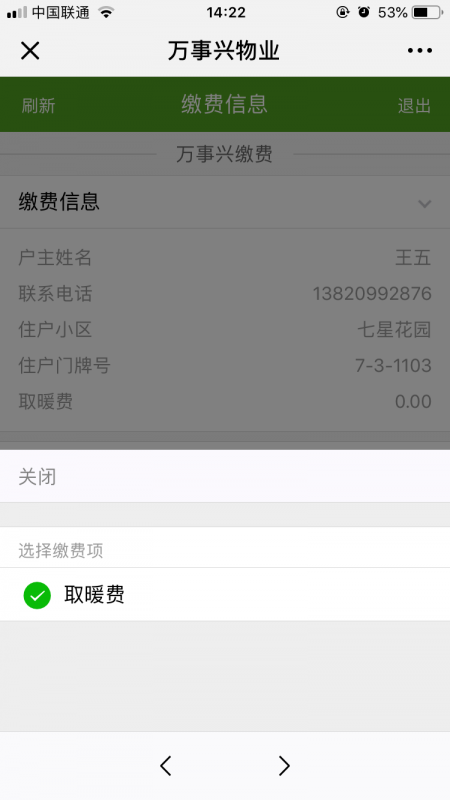 中国联通 14:22 53%
万事兴物业
刷新 缴费信息 退出
万事兴缴费
缴费信息
户主姓名 王五
联系电话 13820992876
住户小区 七星花园
住户门牌号 7-3-1103
取暖费 0.00
关闭
选择缴费项
取暖费